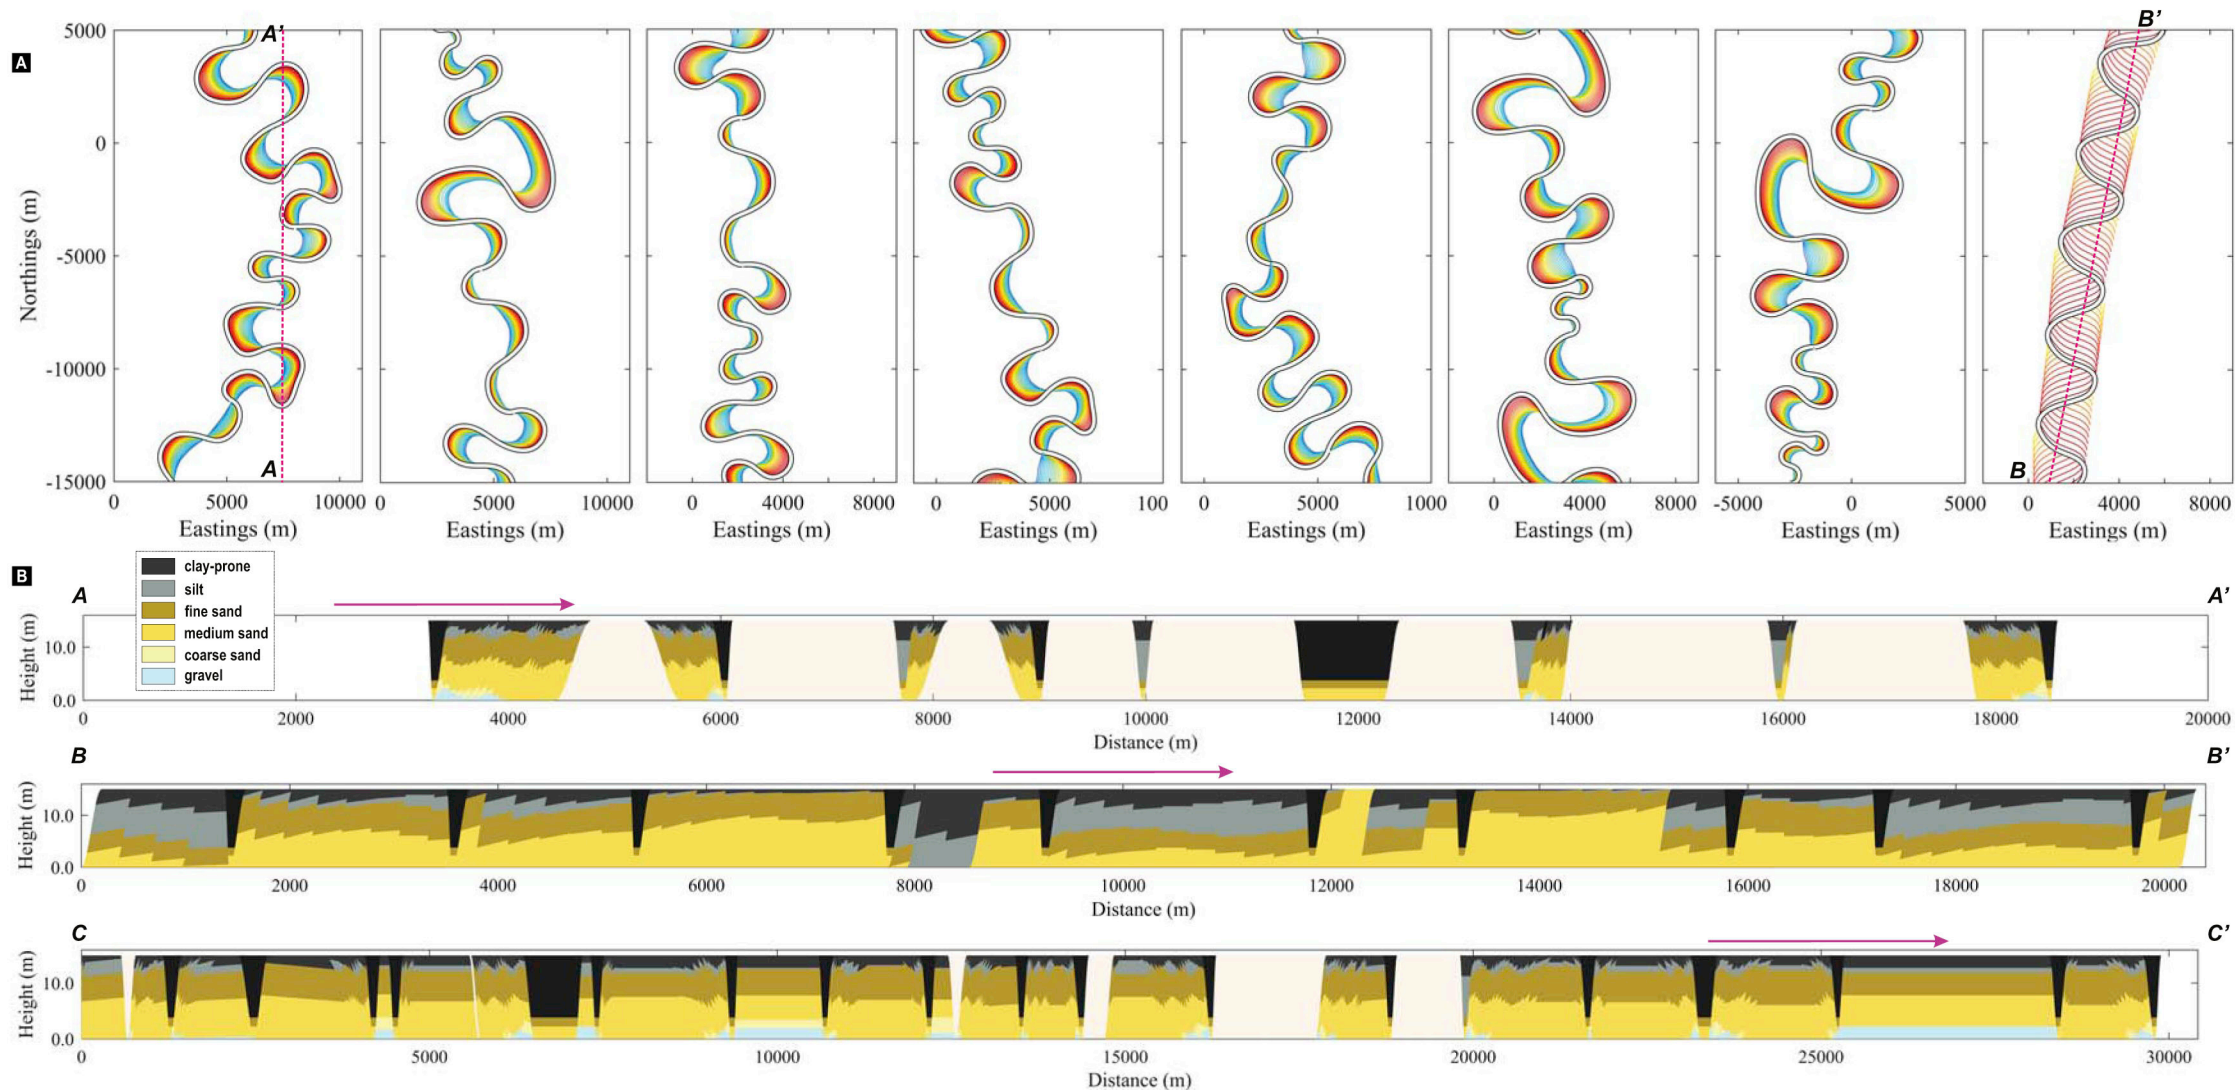 A
5000
0
-5000
-10000
-15000
Northings (m)
A'
A
B'
B
0 5000 10000
0 5000 10000
0 4000 8000
0 5000 100
0 5000 1000
0 4000 8000
-5000 0 5000
0 4000 8000
Eastings (m) Eastings (m) Eastings (m) Eastings (m) Eastings (m) Eastings (m) Eastings (m) Eastings (m)
B
clay-prone
silt
fine sand
medium sand
coarse sand
gravel
A A'
Height (m)
10.0
0.0
0 2000 4000 6000 8000 10000 12000 14000 16000 18000 20000
Distance (m)
B B'
Height (m)
10.0
0.0
0 2000 4000 6000 8000 10000 12000 14000 16000 18000 20000
Distance (m)
C C'
Height (m)
10.0
0.0
0 5000 10000 15000 20000 25000 30000
Distance (m)